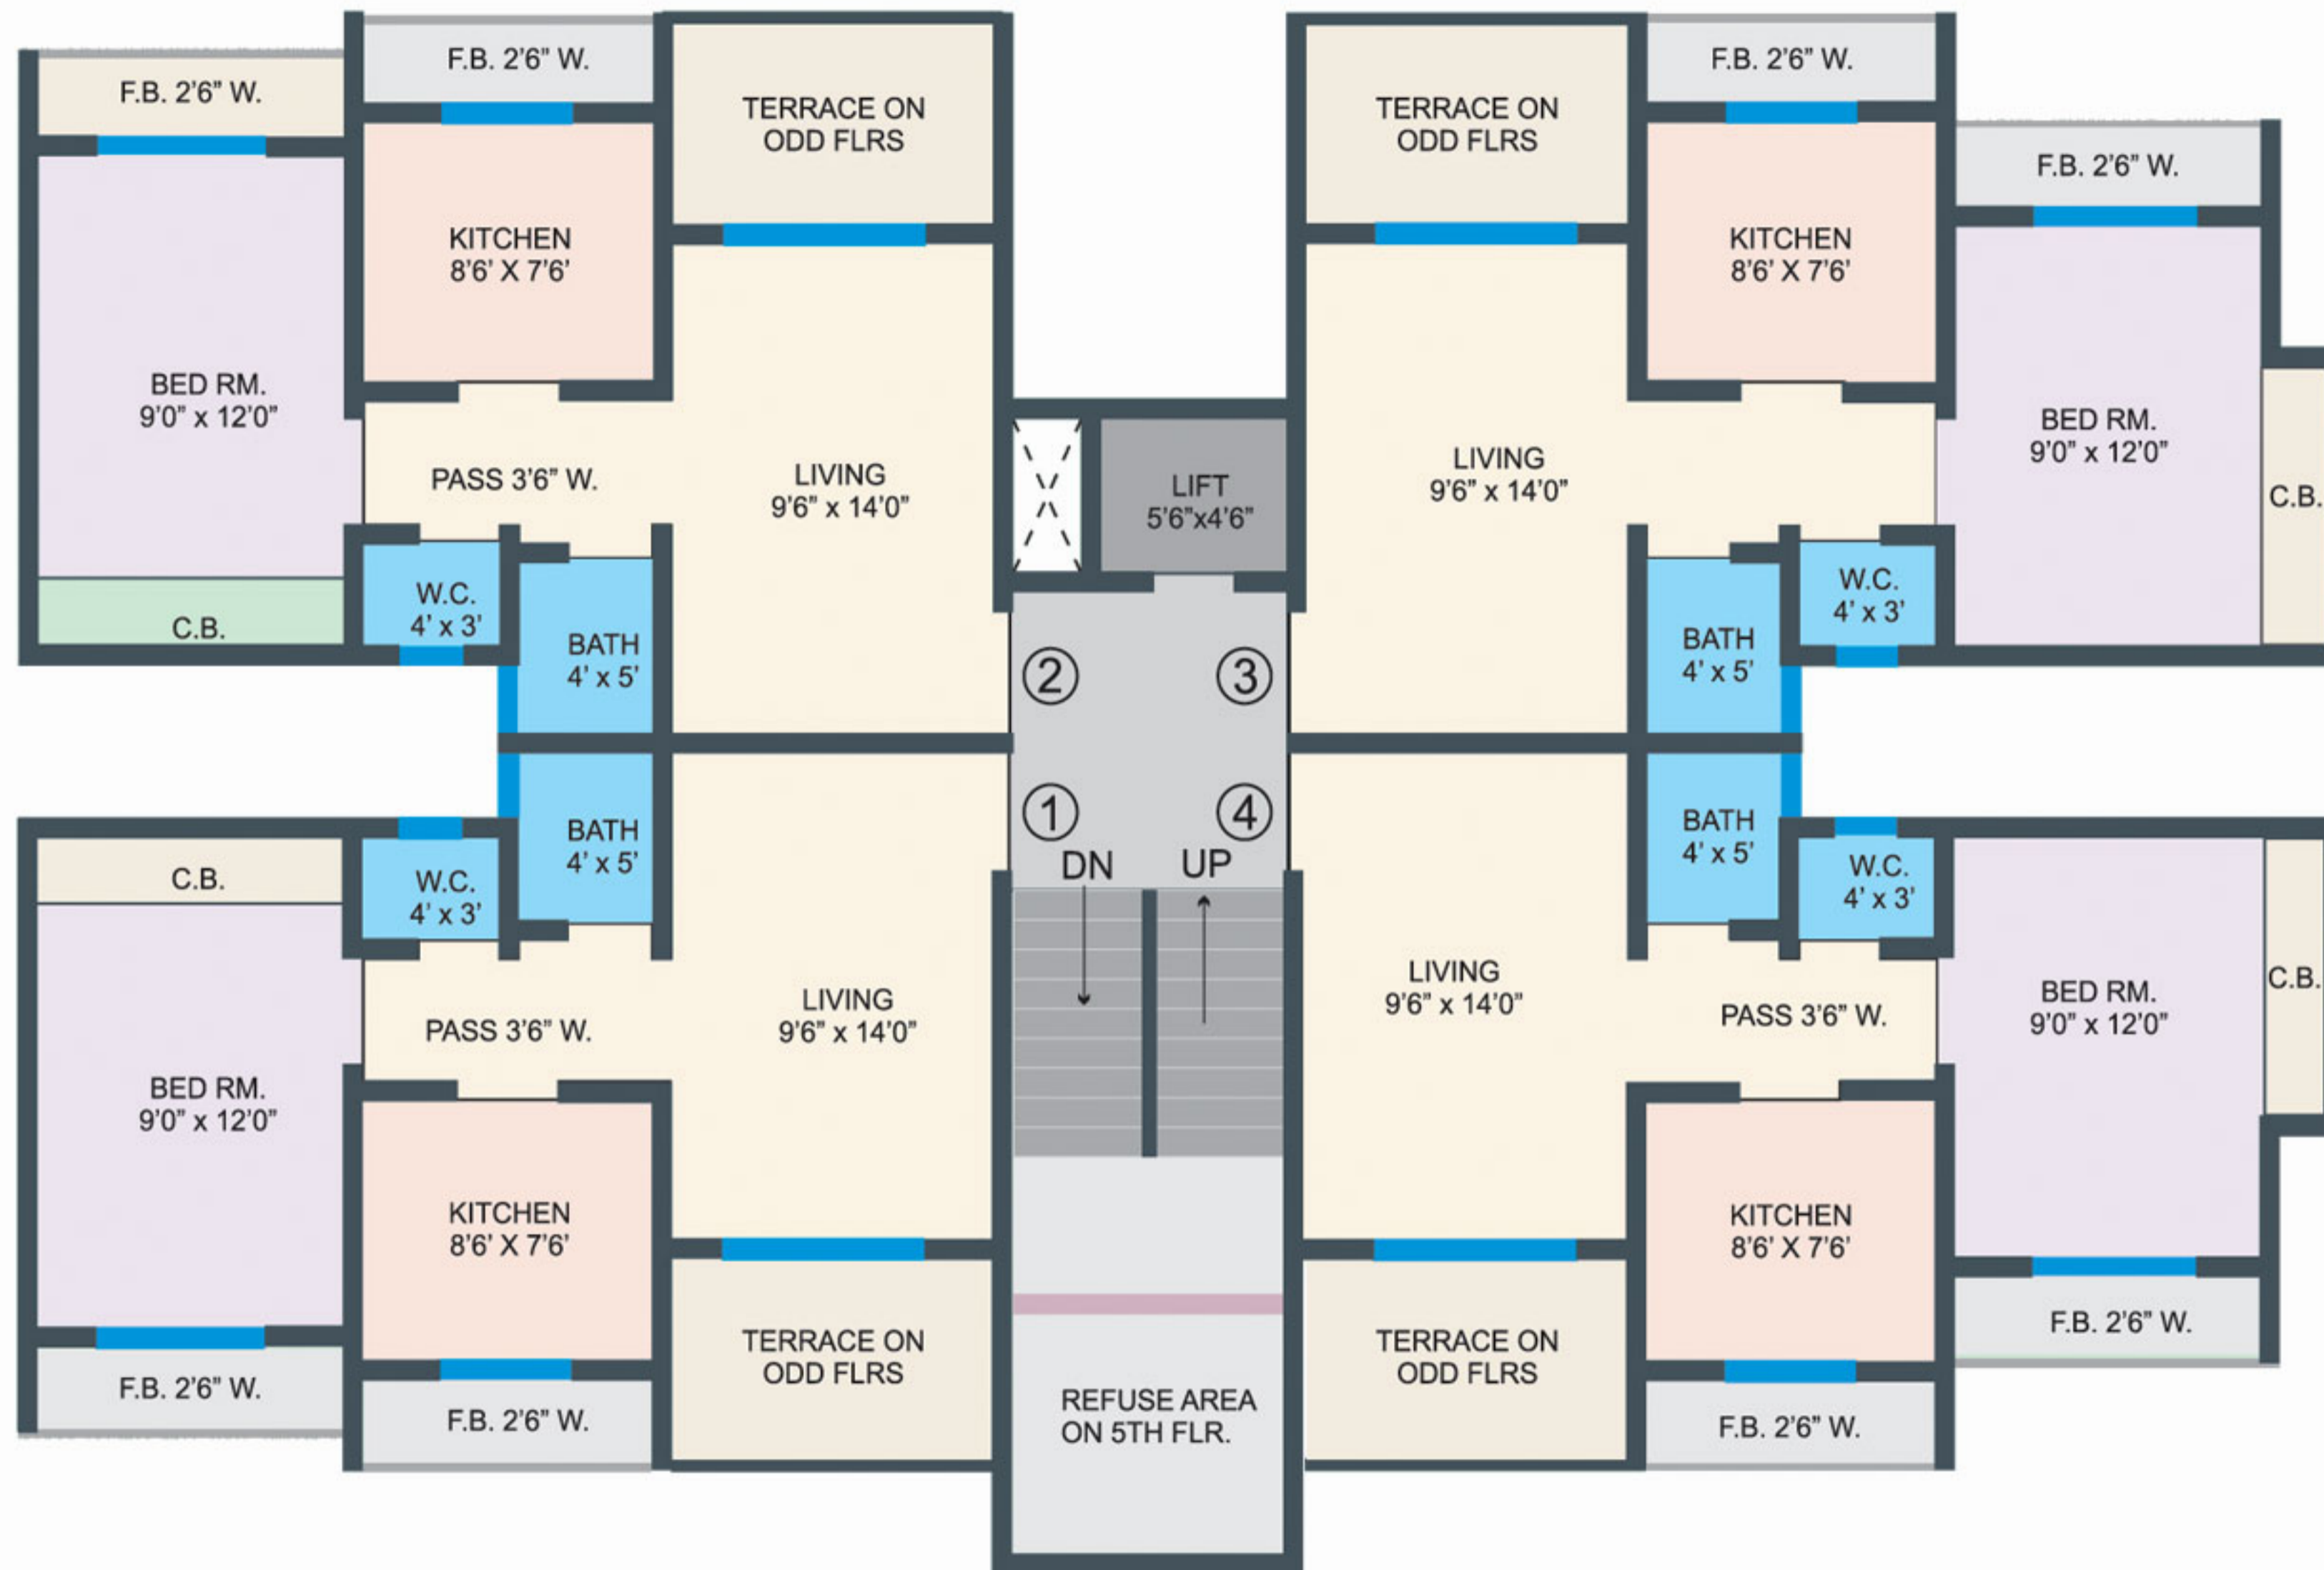 F.B. 2'6" W.
F.B. 2'6" W.
TERRACE ON
ODD FLRS
KITCHEN
8'6' X 7'6'
BED RM.
9'0" x 12'0"
PASS 3'6" W.
LIVING
9'6" x 14'0"
W.C.
4' x 3'
C.B.
BATH
4' x 5'
TERRACE ON
ODD FLRS
F.B. 2'6" W.
F.B. 2'6" W.
KITCHEN
8'6' X 7'6'
LIVING
9'6" x 14'0"
BED RM.
9'0" x 12'0"
C.B.
W.C.
4' x 3'
BATH
4' x 5'
LIFT
5'6"x4'6"
2
3
1
4
DN
UP
BATH
4' x 5'
C.B.
W.C.
4' x 3'
PASS 3'6" W.
LIVING
9'6" x 14'0"
BED RM.
9'0" x 12'0"
KITCHEN
8'6' X 7'6'
TERRACE ON
ODD FLRS
F.B. 2'6" W.
F.B. 2'6" W.
REFUSE AREA
ON 5TH FLR.
BATH
4' x 5'
W.C.
4' x 3'
LIVING
9'6" x 14'0"
PASS 3'6" W.
BED RM.
9'0" x 12'0"
C.B.
KITCHEN
8'6' X 7'6'
TERRACE ON
ODD FLRS
F.B. 2'6" W.
F.B. 2'6" W.